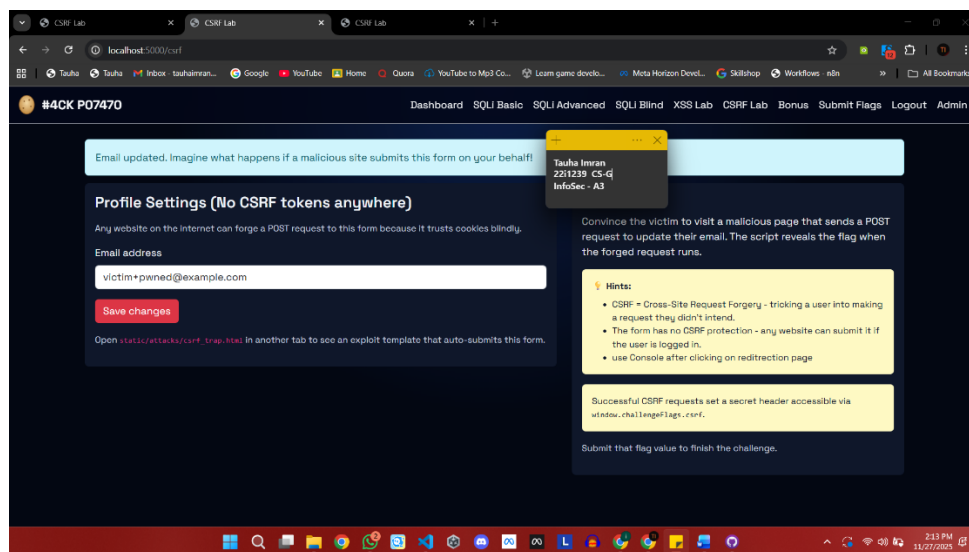 CSRF Lab
CSRF Lab
CSRF Lab
localhost:5000/csrf
Tauha
Tauha
Inbox - tauhaimran...
Google
YouTube
Home
Quora
YouTube to Mp3 Co...
Learn game develo...
Meta Horizon Devel...
Skillshop
Workflows - n8n
»
All Bookmarks
#4CK P07470
Dashboard SQLi Basic SQLi Advanced SQLi Blind XSS Lab CSRF Lab Bonus Submit Flags Logout Admin
Email updated. Imagine what happens if a malicious site submits this form on your behalf!
Tauha Imran
22i1239 CS-G
InfoSec - A3
Profile Settings (No CSRF tokens anywhere)
Any website on the internet can forge a POST request to this form because it trusts cookies blindly.
Email address
victim+pwned@example.com
Save changes
Open static/attacks/csrf_trap.html in another tab to see an exploit template that auto-submits this form.
Convince the victim to visit a malicious page that sends a POST
request to update their email. The script reveals the flag when
the forged request runs.
Hints:
• CSRF = Cross-Site Request Forgery - tricking a user into making
a request they didn't intend.
• The form has no CSRF protection - any website can submit it if
the user is logged in.
• use Console after clicking on reditrection page
Successful CSRF requests set a secret header accessible via
window.challengeFlags.csrf.
Submit that flag value to finish the challenge.
2:13 PM
11/27/2025